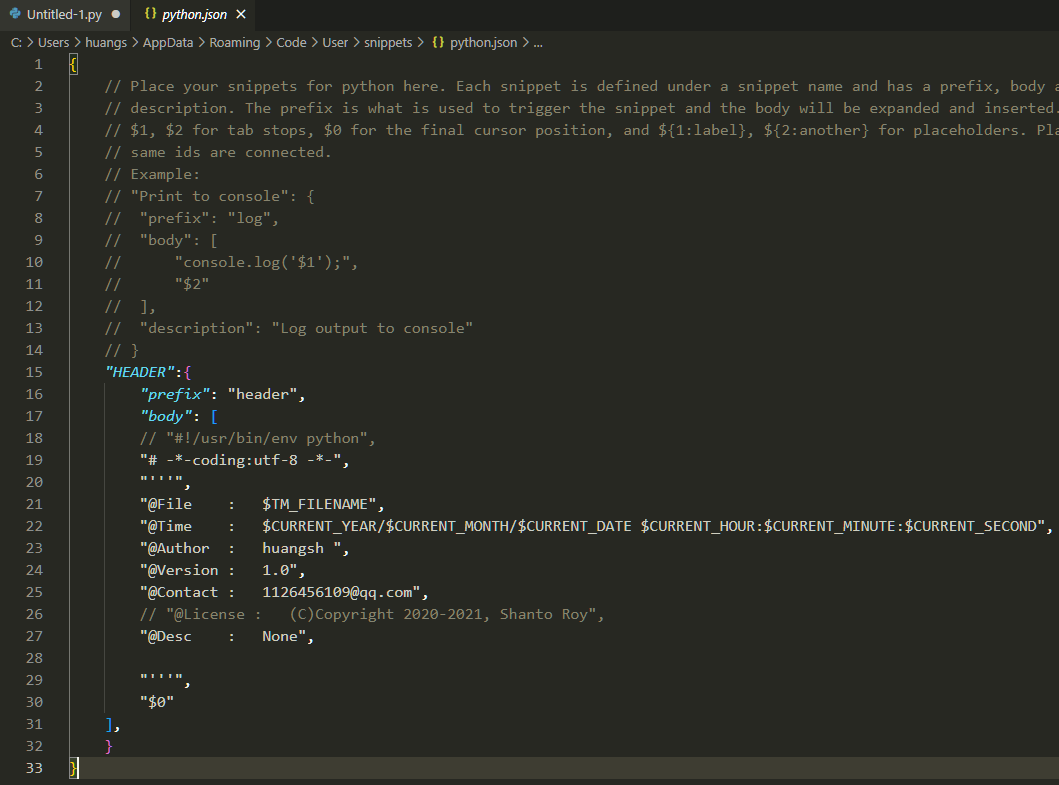 Untitled-1.py ● {} python.json ×
C: > Users > huangs > AppData > Roaming > Code > User > snippets > {} python.json > ...
1 {
2 // Place your snippets for python here. Each snippet is defined under a snippet name and has a prefix, body
3 // description. The prefix is what is used to trigger the snippet and the body will be expanded and inserted.
4 // $1, $2 for tab stops, $0 for the final cursor position, and ${1:label}, ${2:another} for placeholders.
5 // same ids are connected.
6 // Example:
7 // "Print to console": {
8 // "prefix": "log",
9 // "body": [
10 // "console.log('$1');",
11 // "$2"
12 // ],
13 // "description": "Log output to console"
14 // }
15 "HEADER":{
16 "prefix": "header",
17 "body": [
18 // "#!/usr/bin/env python",
19 "# -*-coding:utf-8 -*-",
20 "'''",
21 "@File : $TM_FILENAME",
22 "@Time : $CURRENT_YEAR/$CURRENT_MONTH/$CURRENT_DATE $CURRENT_HOUR:$CURRENT_MINUTE:$CURRENT_SECOND",
23 "@Author : huangsh ",
24 "@Version : 1.0",
25 "@Contact : 1126456109@qq.com",
26 // "@License : (C)Copyright 2020-2021, Shanto Roy",
27 "@Desc : None",
28
29 "'''",
30 "$0"
31 ],
32 }
33 }